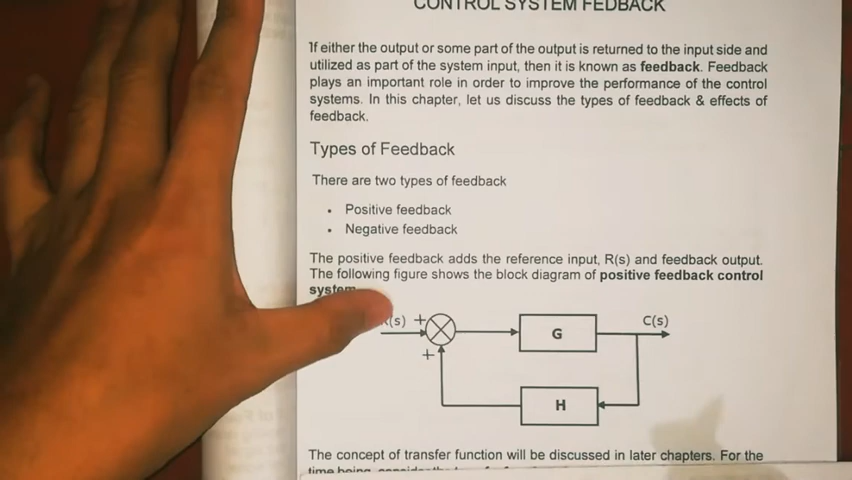 CONTROL SYSTEM FEDBACK
If either the output or some part of the output is returned to the input side and
utilized as part of the system input, then it is known as feedback. Feedback
plays an important role in order to improve the performance of the control
systems. In this chapter, let us discuss the types of feedback & effects of
feedback.
Types of Feedback
There are two types of feedback
• Positive feedback
• Negative feedback
The positive feedback adds the reference input, R(s) and feedback output.
The following figure shows the block diagram of positive feedback control
system
(s) +
C(s)
G
+
H
The concept of transfer function will be discussed in later chapters. For the
time being